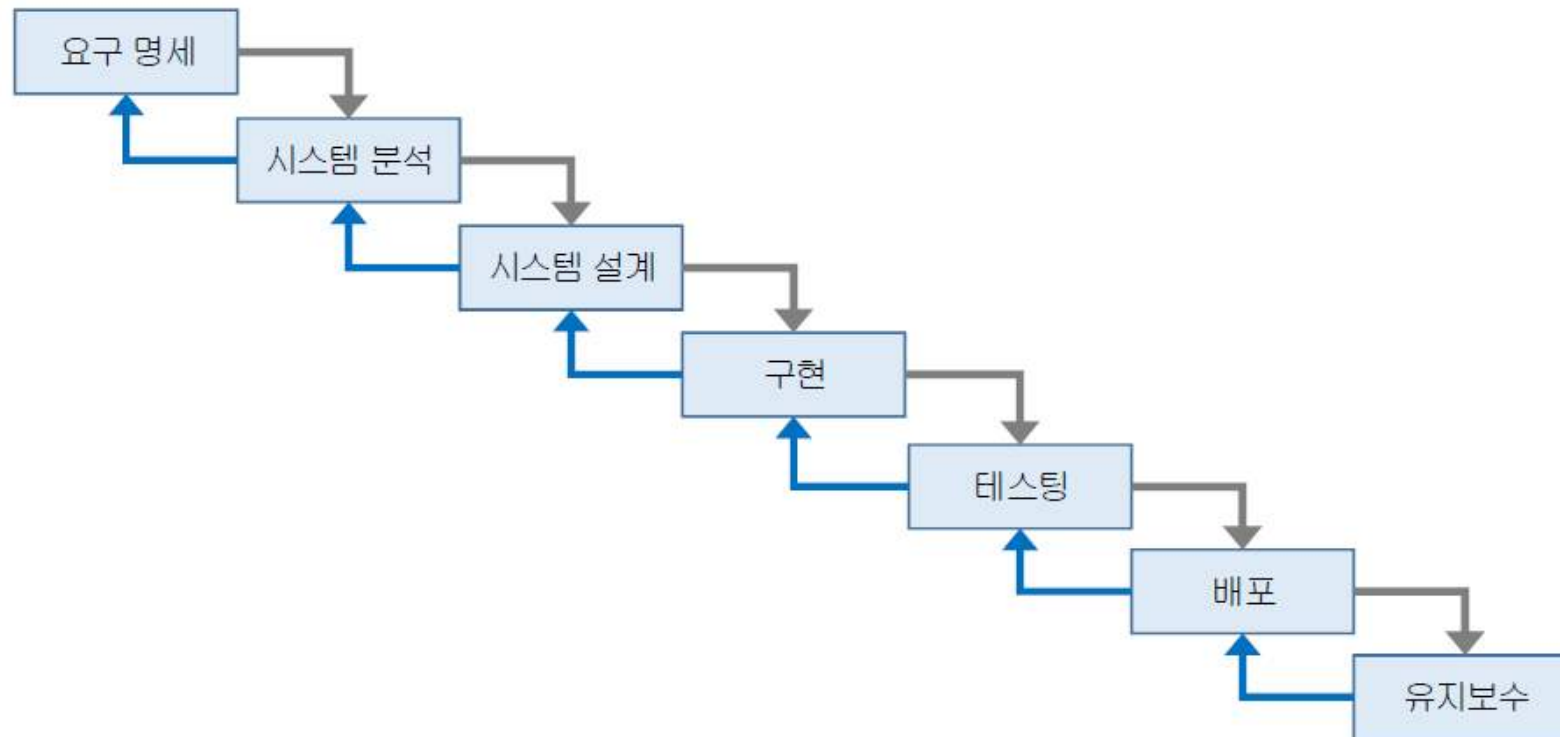 요구 명세
시스템 분석
시스템 설계
구현
테스팅
배포
유지보수